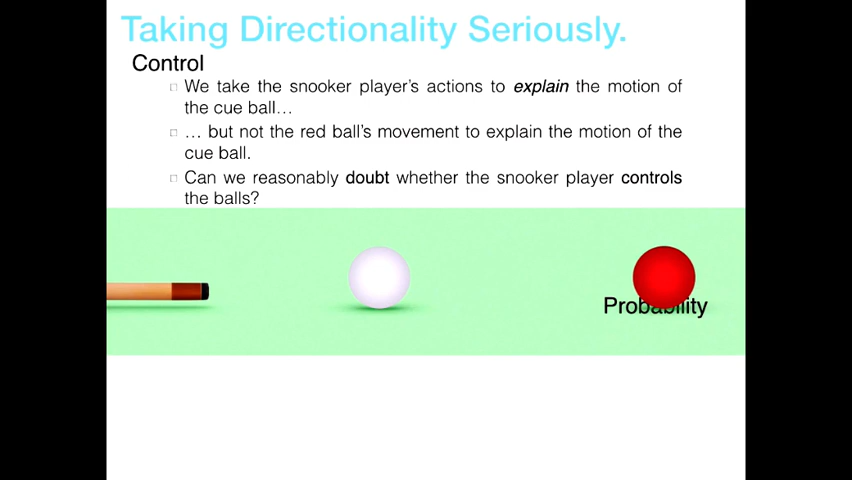 Taking Directionality Seriously.
Control
We take the snooker player's actions to explain the motion of
the cue ball…
… but not the red ball's movement to explain the motion of the
cue ball.
Can we reasonably doubt whether the snooker player controls
the balls?
Probability